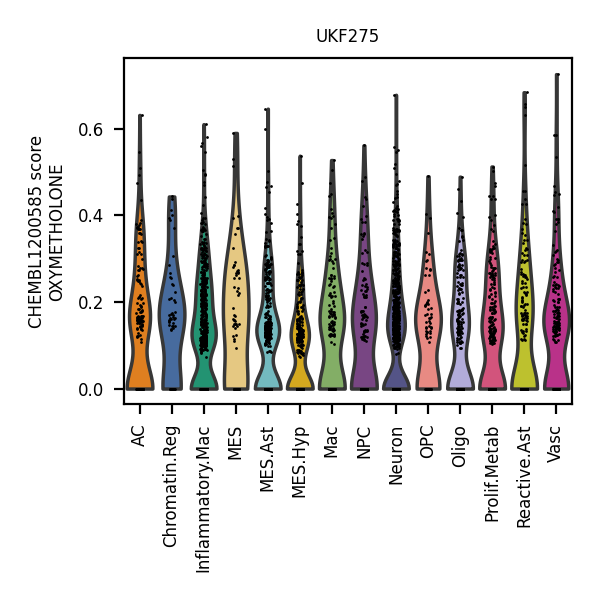 UKF275
CHEMBL1200585 score
OXYMETHOLONE
0.6
0.4
0.2
0.0
AC
Chromatin.Reg
Inflammatory.Mac
MES
MES.Ast
MES.Hyp
Mac
NPC
Neuron
OPC
Oligo
Prolif.Metab
Reactive.Ast
Vasc